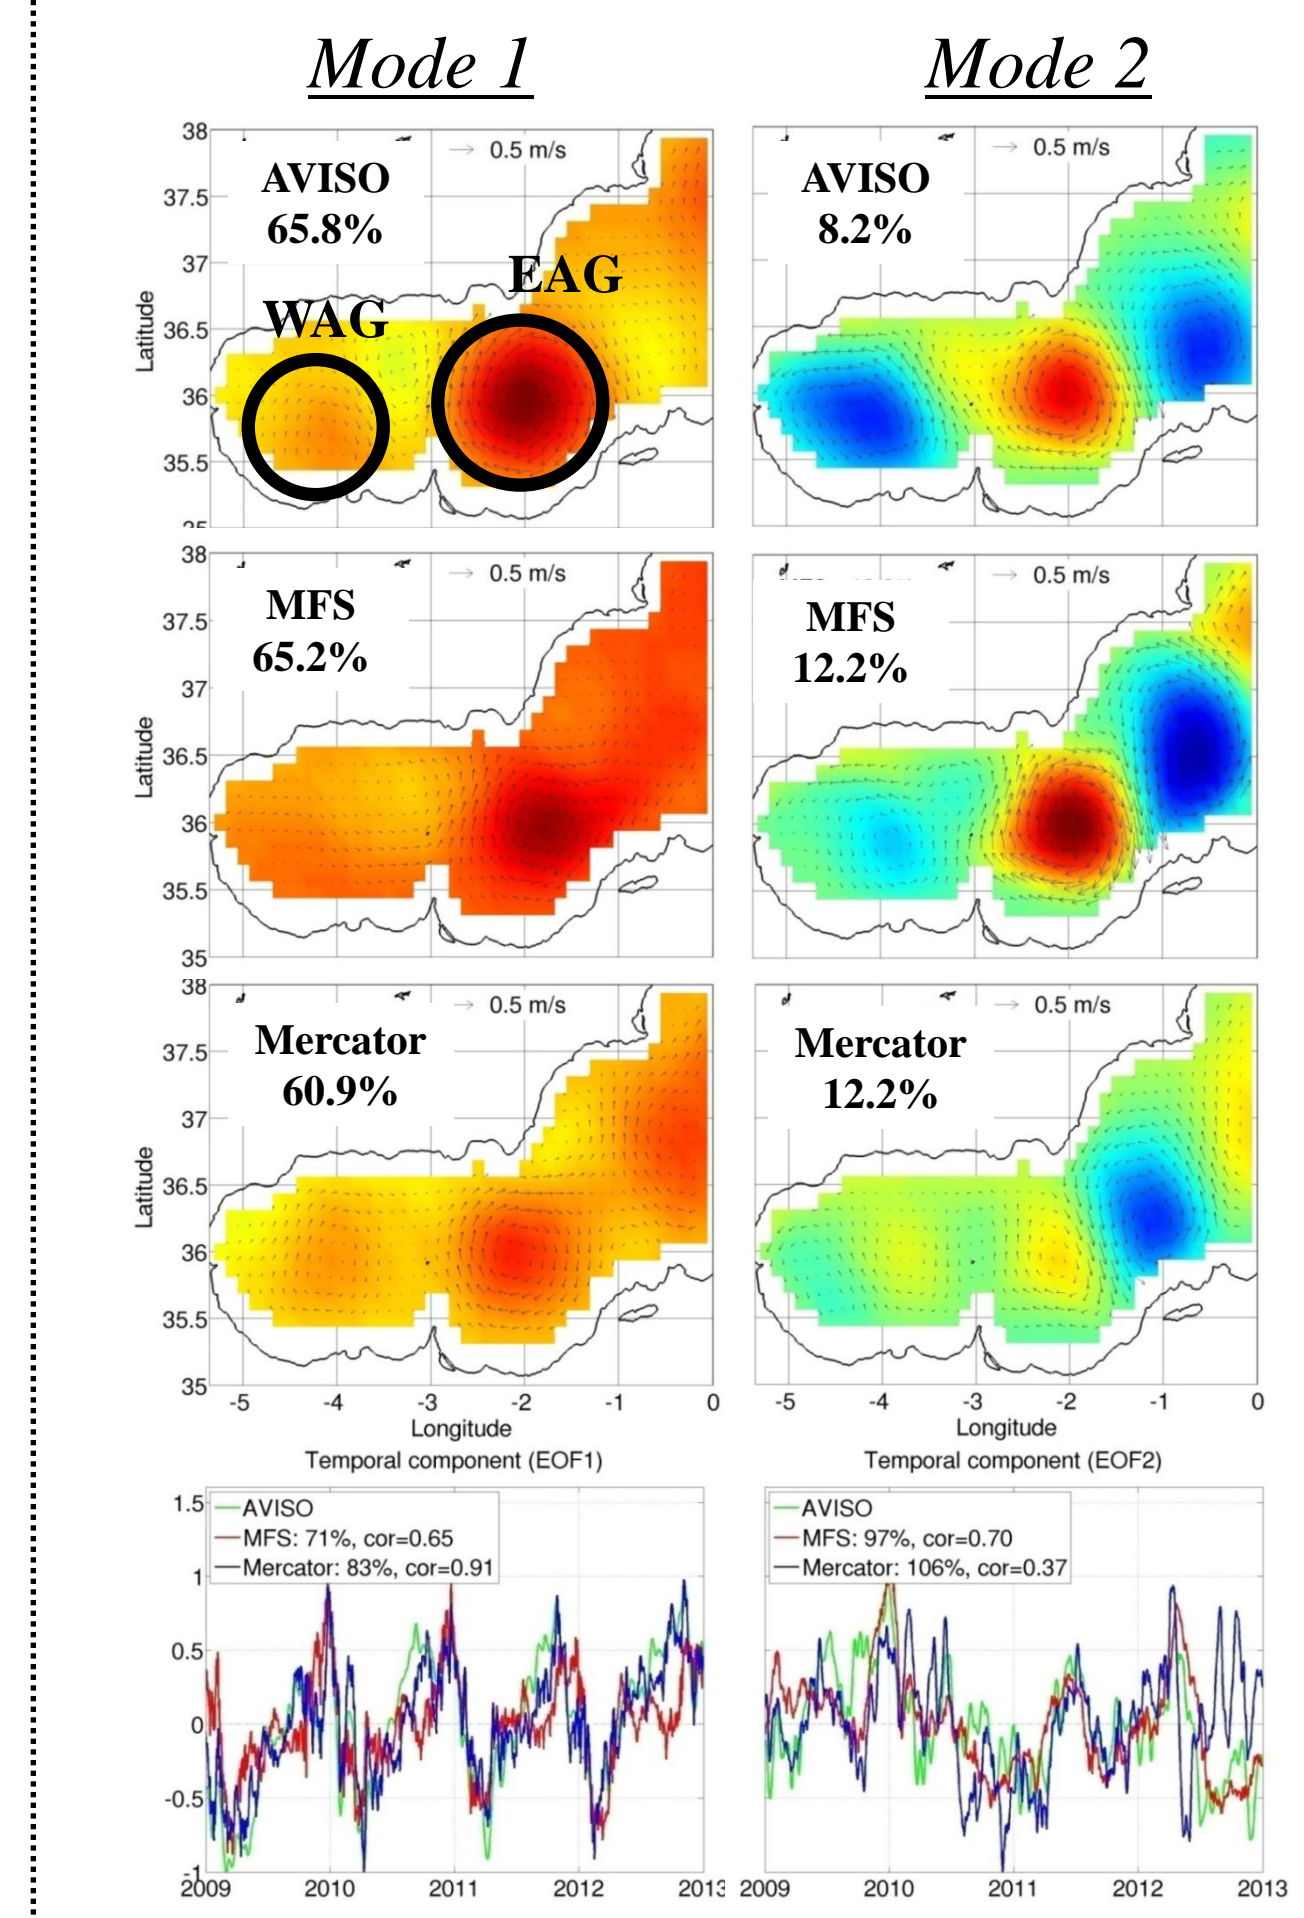 Mode 1
Mode 2
38
37.5
37
36.5
36
35.5
Latitude
0.5 m/s
AVISO
65.8%
WAG
EAG
0.5 m/s
AVISO
8.2%
38
37.5
37
36.5
36
35.5
35
Latitude
0.5 m/s
MFS
65.2%
0.5 m/s
MFS
12.2%
38
37.5
37
36.5
36
35.5
35
Latitude
0.5 m/s
Mercator
60.9%
-5 -4 -3 -2 -1 0
Longitude
0.5 m/s
Mercator
12.2%
-5 -4 -3 -2 -1 0
Longitude
Temporal component (EOF1)
1.5
1
0.5
0
-0.5
-1
AVISO
MFS: 71%, cor=0.65
Mercator: 83%, cor=0.91
2009 2010 2011 2012 2013
Temporal component (EOF2)
AVISO
MFS: 97%, cor=0.70
Mercator: 106%, cor=0.37
2009 2010 2011 2012 2013